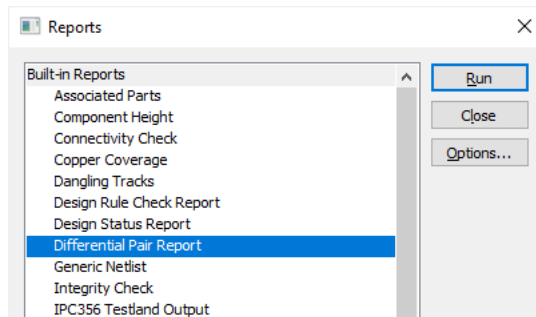 Reports
Built-in Reports
Associated Parts
Component Height
Connectivity Check
Copper Coverage
Dangling Tracks
Design Rule Check Report
Design Status Report
Differential Pair Report
Generic Netlist
Integrity Check
IPC356 Testland Output
Run
Close
Options...